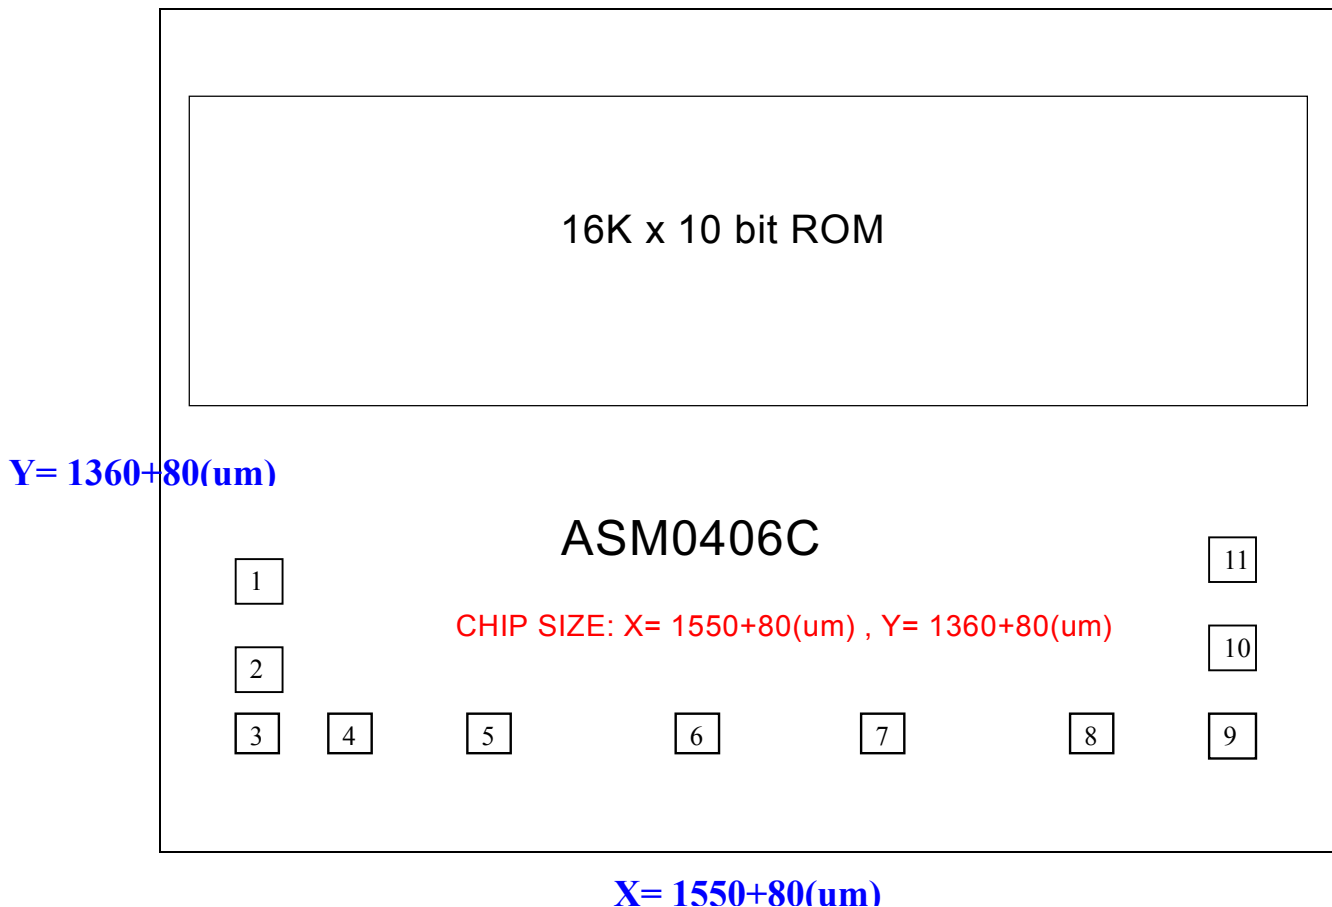 16K x 10 bit ROM
Y= 1360+80(um)
ASM0406C
11
1
CHIP SIZE: X= 1550+80(um) , Y= 1360+80(um)
10
2
3 4 5 6 7 8 9
X= 1550+80(um)